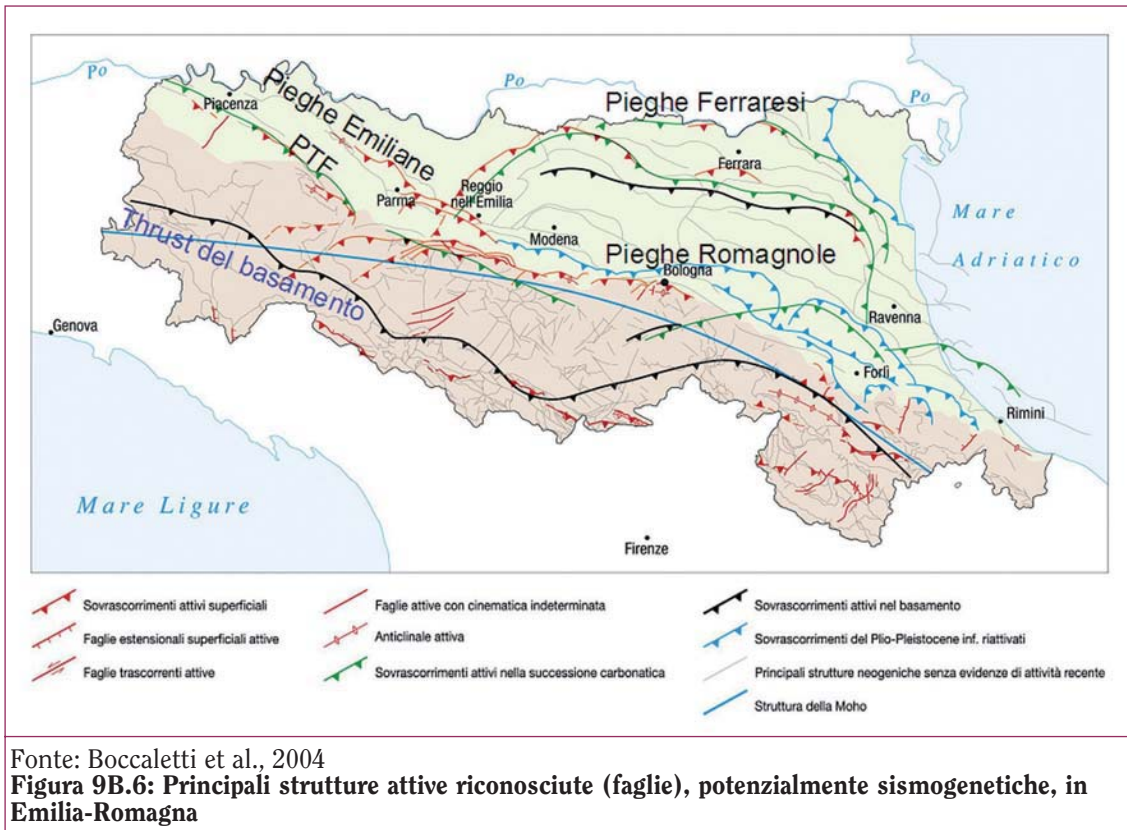 Po
Po
Po
Piacenza
Pieghe Emiliane
Pieghe Ferraresi
PTF
Ferrara
Parma
Reggio
nell'Emilia
Mare
Adriatico
Modena
Thrust del basamento
Pieghe Romagnole
Bologna
Ravenna
Genova
Forlì
Rimini
Mare Ligure
Firenze
Sovrascorrimenti attivi superficiali
Faglie attive con cinematica indeterminata
Sovrascorrimenti attivi nel basamento
Faglie estensionali superficiali attive
Anticlinale attiva
Sovrascorrimenti del Plio-Pleistocene inf. riattivati
Faglie trascorrenti attive
Sovrascorrimenti attivi nella successione carbonatica
Principali strutture neogeniche senza evidenze di attività recente
Struttura della Moho
Fonte: Boccaletti et al., 2004
Figura 9B.6: Principali strutture attive riconosciute (faglie), potenzialmente sismogenetiche, in
Emilia-Romagna